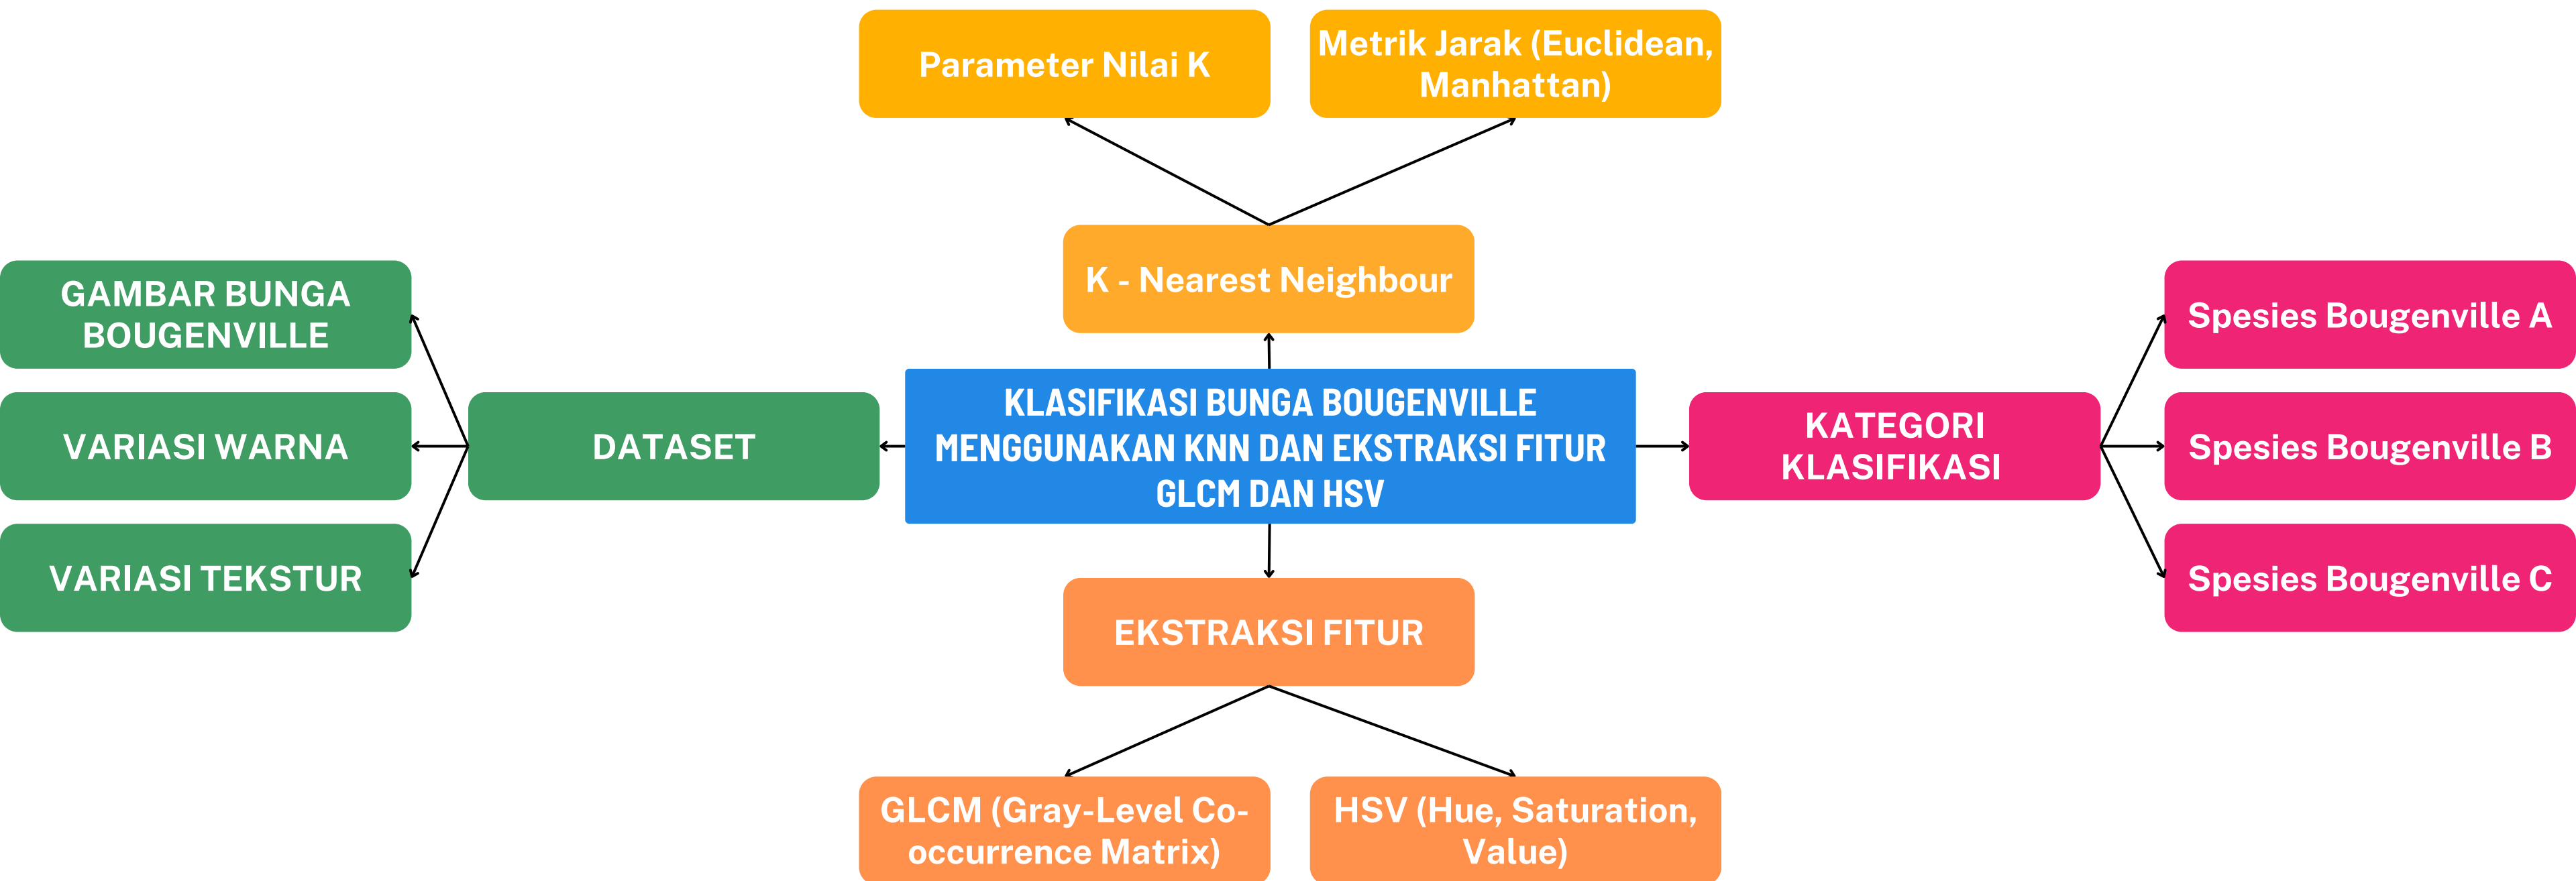 Parameter Nilai K
Metrik Jarak (Euclidean,
Manhattan)
K - Nearest Neighbour
GAMBAR BUNGA
BOUGENVILLE
VARIASI WARNA
VARIASI TEKSTUR
DATASET
KLASIFIKASI BUNGA BOUGENVILLE
MENGGUNAKAN KNN DAN EKSTRAKSI FITUR
GLCM DAN HSV
KATEGORI
KLASIFIKASI
Spesies Bougenville A
Spesies Bougenville B
Spesies Bougenville C
EKSTRAKSI FITUR
GLCM (Gray-Level Co-
occurrence Matrix)
HSV (Hue, Saturation,
Value)